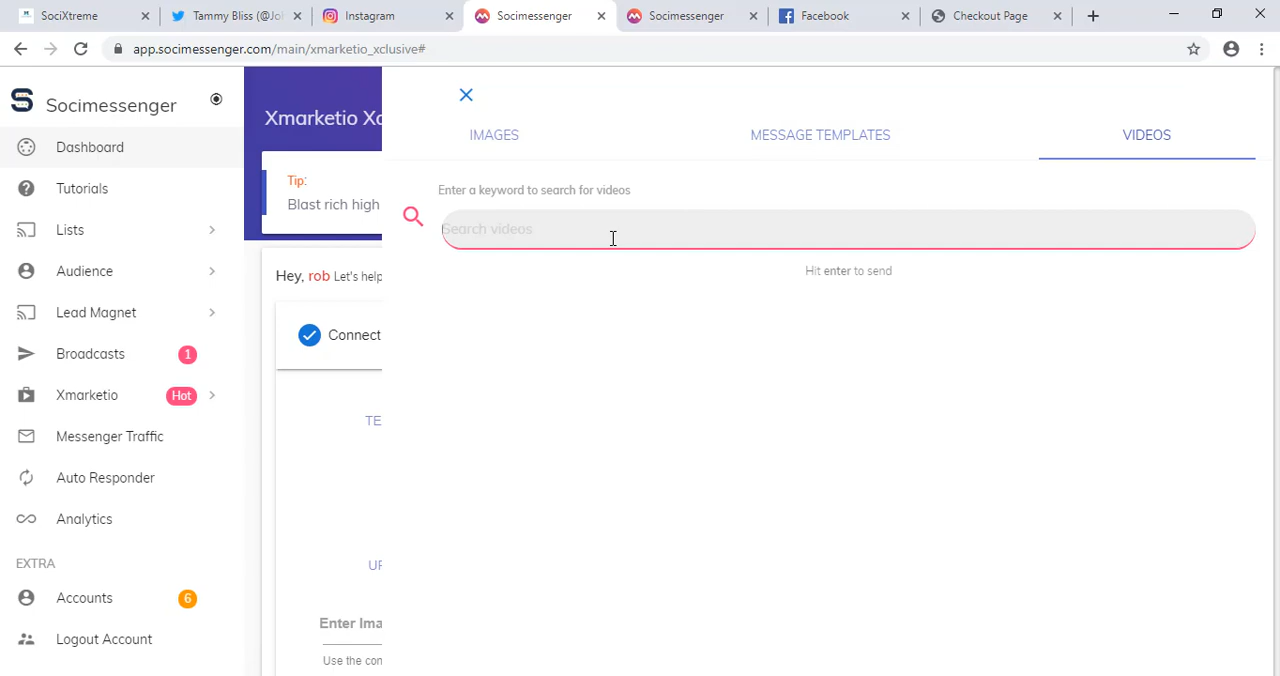 SociXtreme
Tammy Bliss (@Jo
Instagram
Socimessenger
Socimessenger
Facebook
Checkout Page
app.socimessenger.com/main/xmarketio_xclusive#
Socimessenger
Dashboard
Tutorials
Lists
Audience
Lead Magnet
Broadcasts 1
Xmarketio Hot
Messenger Traffic
Auto Responder
Analytics
EXTRA
Accounts 6
Logout Account
Xmarketio Xc
Tip:
Blast rich high
Hey, rob Let's help
Connect
TE
UP
Enter Ima
Use the con
IMAGES
MESSAGE TEMPLATES
VIDEOS
Enter a keyword to search for videos
Search videos
Hit enter to send